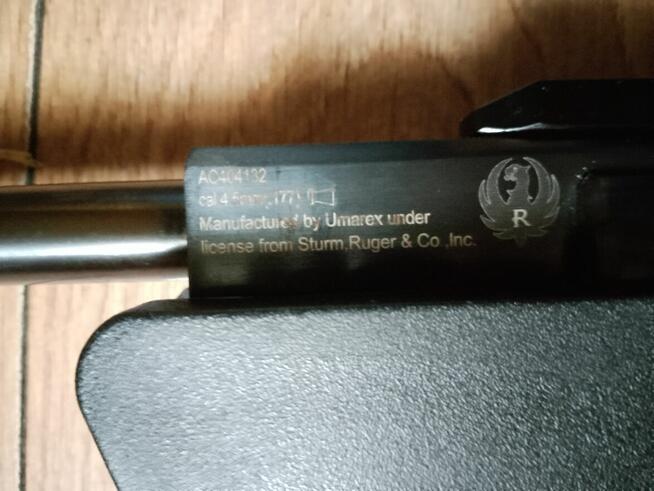 AC404132
cal 4.5mm(.177)
Manufactured by Umarex under
license from Sturm,Ruger & Co.,Inc.
R